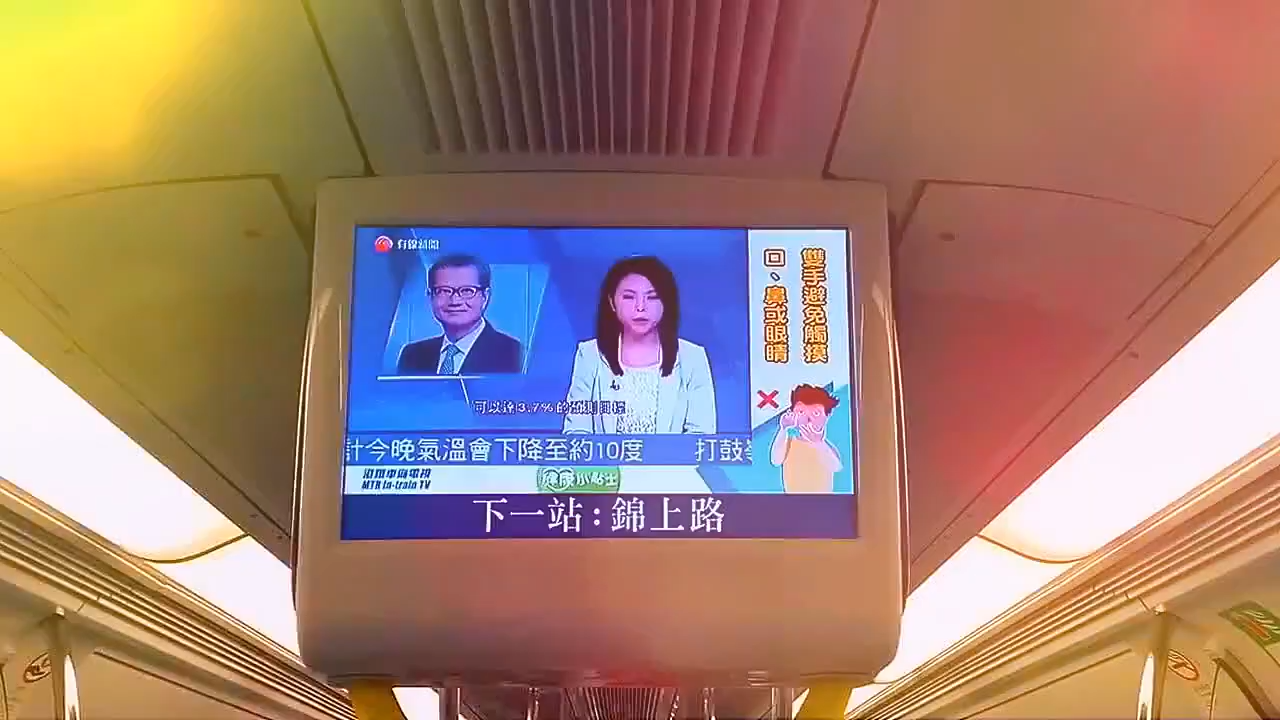 有線新聞
雙手避免觸摸
口、鼻或眼睛
可以達3.7%的預測目標
計今晚氣溫會下降至約10度 打鼓嶺
港鐵車廂電視
MTR In-train TV
健康小貼士
下一站：錦上路